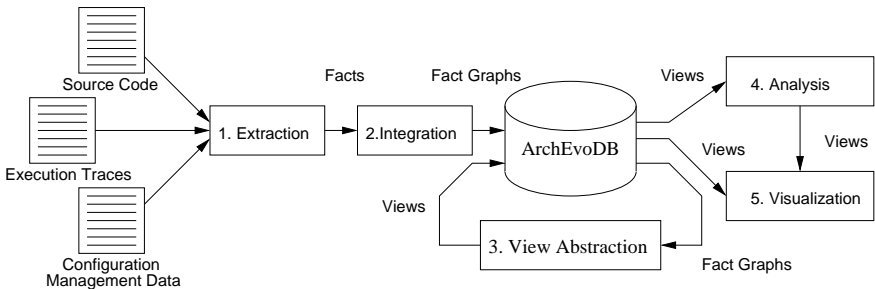 Source Code
Execution Traces
Configuration
Management Data
1. Extraction
Facts
2.Integration
Fact Graphs
ArchEvoDB
Views
3. View Abstraction
Fact Graphs
Views
4. Analysis
Views
Views
5. Visualization